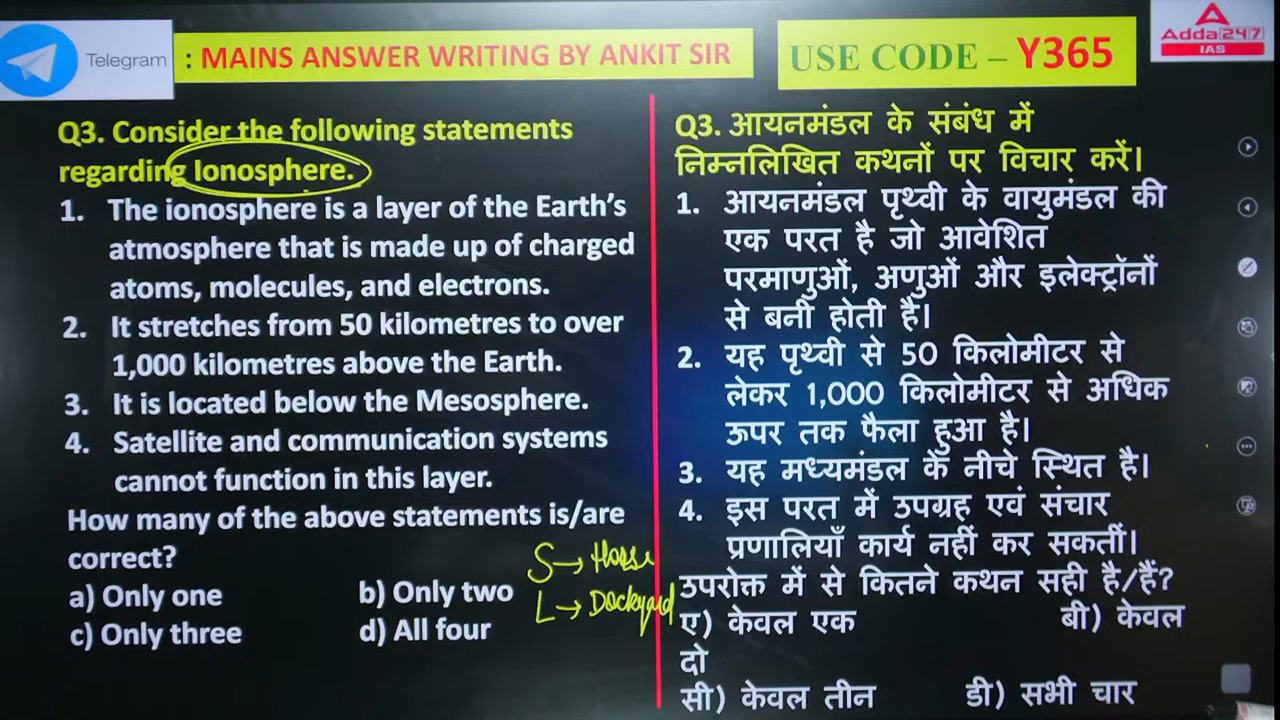 Telegram
: MAINS ANSWER WRITING BY ANKIT SIR
USE CODE – Y365
Adda247
IAS
Q3. Consider the following statements
regarding Ionosphere.
1. The ionosphere is a layer of the Earth's
atmosphere that is made up of charged
atoms, molecules, and electrons.
2. It stretches from 50 kilometres to over
1,000 kilometres above the Earth.
3. It is located below the Mesosphere.
4. Satellite and communication systems
cannot function in this layer.
How many of the above statements is/are
correct?
a) Only one b) Only two
c) Only three d) All four
S→
L→ Dockyard
Q3. आयनमंडल के संबंध में
निम्नलिखित कथनों पर विचार करें।
1. आयनमंडल पृथ्वी के वायुमंडल की
एक परत है जो आवेशित
परमाणुओं, अणुओं और इलेक्ट्रॉनों
से बनी होती है।
2. यह पृथ्वी से 50 किलोमीटर से
लेकर 1,000 किलोमीटर से अधिक
ऊपर तक फैला हुआ है।
3. यह मध्यमंडल के नीचे स्थित है।
4. इस परत में उपग्रह एवं संचार
प्रणालियाँ कार्य नहीं कर सकतीं।
उपरोक्त में से कितने कथन सही है/हैं?
ए) केवल एक बी) केवल
दो
सी) केवल तीन डी) सभी चार